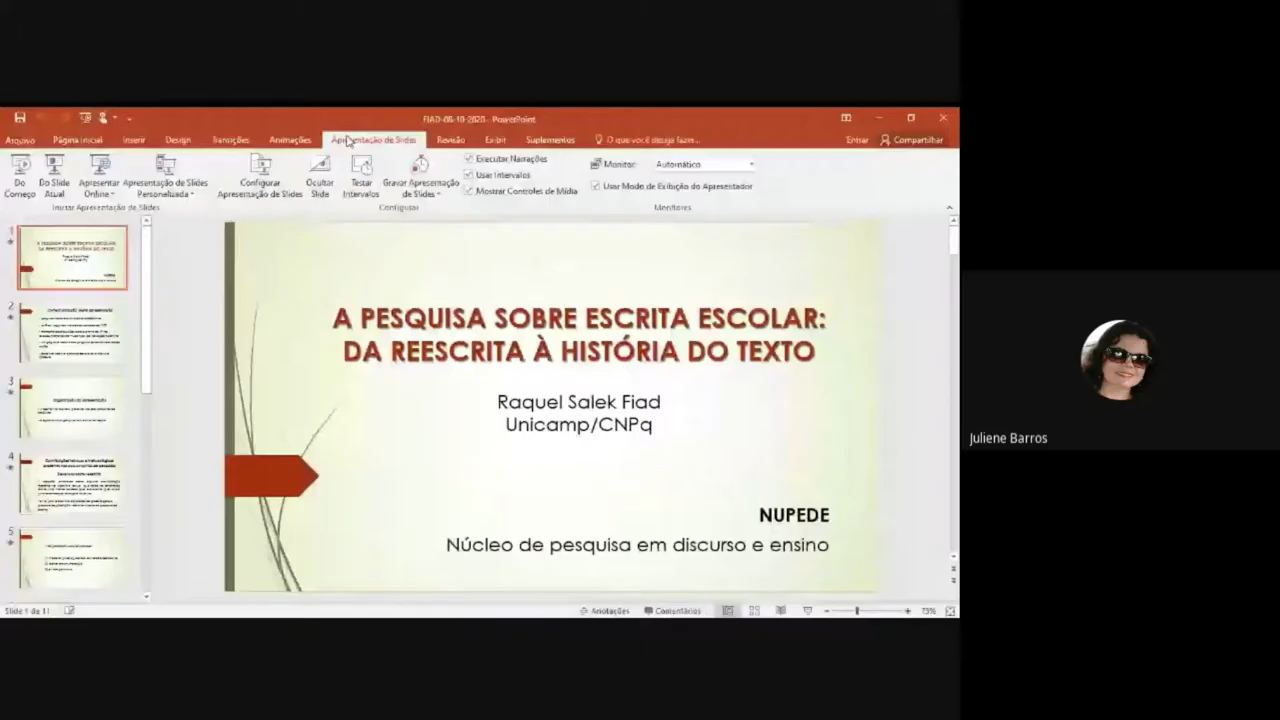 FIAD-08-10-2020 - PowerPoint
Arquivo Página Inicial Inserir Design Transições Animações Apresentação de Slides Revisão Exibir Suplementos O que você deseja fazer... Entrar Compartilhar
Do Começo
Do Slide Atual
Apresentar Online
Apresentação de Slides Personalizada
Configurar Apresentação de Slides
Ocultar Slide
Testar Intervalos
Gravar Apresentação de Slides
Executar Narrações
Usar Intervalos
Mostrar Controles de Mídia
Monitor: Automático
Usar Modo de Exibição do Apresentador
Iniciar Apresentação de Slides
Configurar
Monitores
1
2
3
4
5
A PESQUISA SOBRE ESCRITA ESCOLAR:
DA REESCRITA À HISTÓRIA DO TEXTO
Raquel Salek Fiad
Unicamp/CNPq
NUPEDE
Núcleo de pesquisa em discurso e ensino
Juliene Barros
Slide 1 de 11
Anotações Comentários 73%